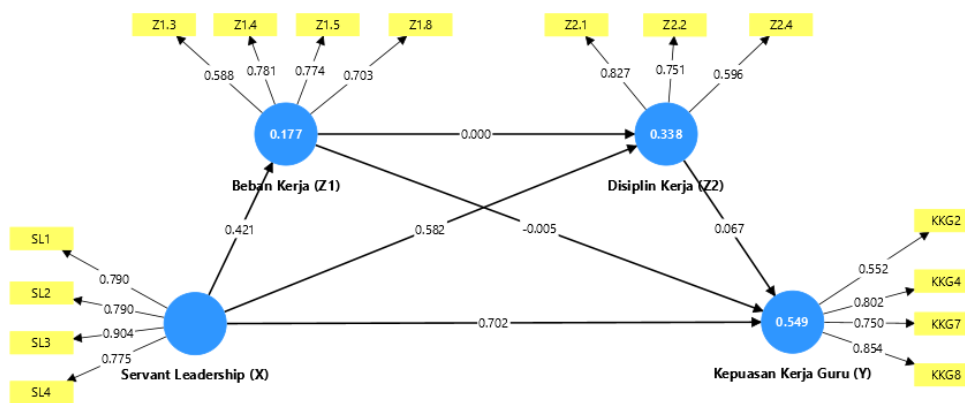 Z1.3 Z1.4 Z1.5 Z1.8 Z2.1 Z2.2 Z2.4
0.588 0.781 0.774 0.703 0.827 0.751 0.596
0.177 0.000 0.338
Beban Kerja (Z1) Disiplin Kerja (Z2)
0.421 0.582 -0.005 0.067
SL1 KKG2
0.790 0.552
SL2 KKG4
0.790 0.802
SL3 0.904 0.702 0.549 0.750 KKG7
0.775 0.854
SL4 KKG8
Servant Leadership (X) Kepuasan Kerja Guru (Y)